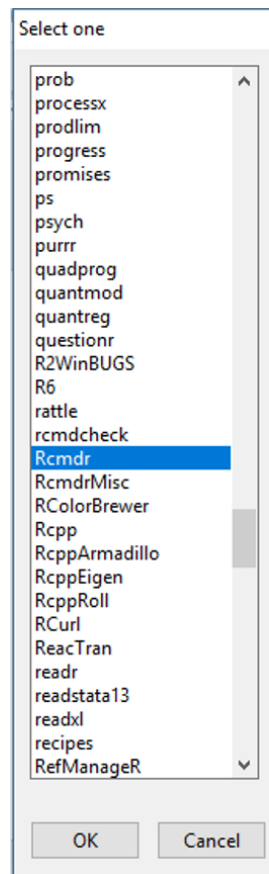 Select one
prob
processx
prodlim
progress
promises
ps
psych
purrr
quadprog
quantmod
quantreg
questionr
R2WinBUGS
R6
rattle
rcmdcheck
Rcmdr
RcmdrMisc
RColorBrewer
Rcpp
RcppArmadillo
RcppEigen
RcppRoll
RCurl
ReacTran
readr
readstata13
readxl
recipes
RefManageR
OK Cancel